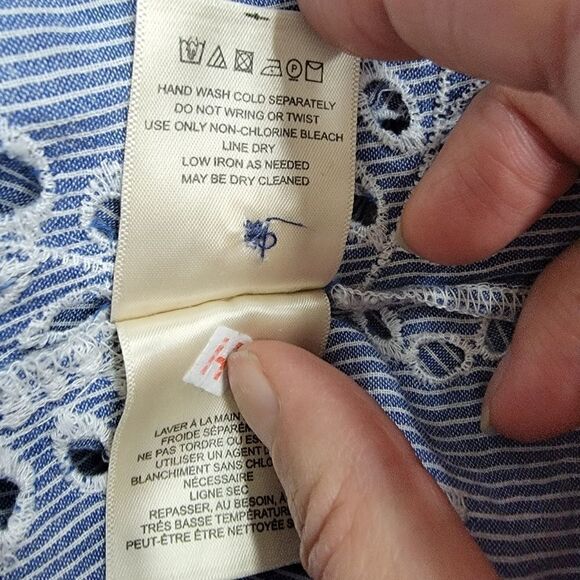 HAND WASH COLD SEPARATELY
DO NOT WRING OR TWIST
USE ONLY NON-CHLORINE BLEACH
LINE DRY
LOW IRON AS NEEDED
MAY BE DRY CLEANED
LAVER À LA MAIN
FROIDE
NE PAS TORDRE OU
UTILISER UN AGENT
BLANCHIMENT SANS
NÉCESSAIRE
LIGNE SEC
REPASSER, AU BESOIN,
TRÈS BASSE
PEUT-ÊTRE ÊTRE NETTOYÉE